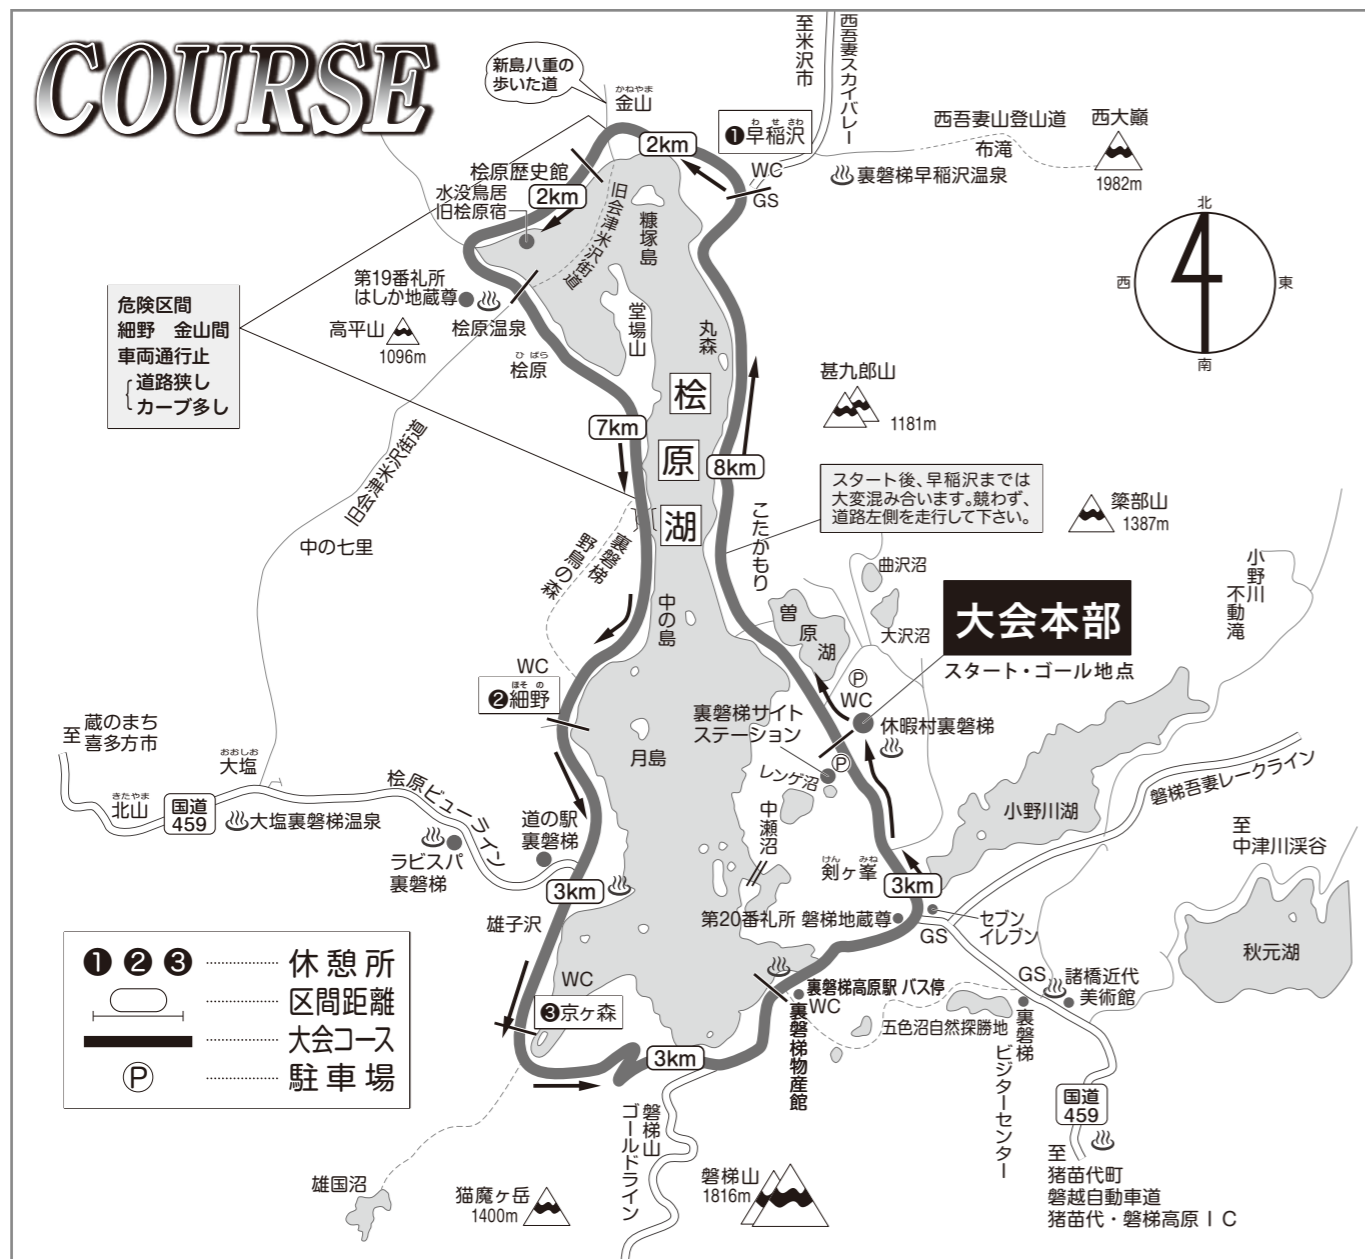 COURSE
新島八重の
歩いた道
かねやま
金山
至米沢市
西吾妻スカイバレー
わせざわ
❶早稲沢
WC
GS
西吾妻山登山道
布滝
西大巓
1982m
裏磐梯早稲沢温泉
2km
桧原歴史館
2km
水没鳥居
旧桧原宿
旧会津米沢街道
糠塚島
北
西
東
南
第19番礼所
はしか地蔵尊
桧原温泉
高平山
1096m
ひばら
桧原
堂場山
丸森
危険区間
細野 金山間
車両通行止
道路狭し
カーブ多し
甚九郎山
1181m
桧原湖
7km
8km
スタート後、早稲沢までは
大変混み合います。競わず、
道路左側を走行して下さい。
簗部山
1387m
旧会津米沢街道
中の七里
こたかもり
裏磐梯
野鳥の森
中の島
曲沢沼
大沢沼
曽原湖
小野川
不動滝
大会本部
スタート・ゴール地点
WC
ほその
❷細野
P
WC
裏磐梯サイト
ステーション
休暇村裏磐梯
P
レンゲ沼
月島
至
蔵のまち
喜多方市
おおしお
大塩
きたやま
北山
国道
459
大塩裏磐梯温泉
桧原ビューライン
ラビスパ
裏磐梯
道の駅
裏磐梯
中瀬沼
小野川湖
磐梯吾妻レークライン
至
中津川渓谷
けん みね
剣ヶ峯
3km
3km
雄子沢
第20番礼所 磐梯地蔵尊
セブン
イレブン
GS
秋元湖
❶ ❷ ❸ 休憩所
区間距離
大会コース
P 駐車場
WC
❸京ヶ森
裏磐梯高原駅 バス停
WC
GS
諸橋近代
美術館
五色沼自然探勝地
裏磐梯物産館
裏磐梯
ビジターセンター
3km
国道
459
至
猪苗代町
磐越自動車道
猪苗代・磐梯高原IC
磐梯山
ゴールドライン
雄国沼
猫魔ヶ岳
1400m
磐梯山
1816m